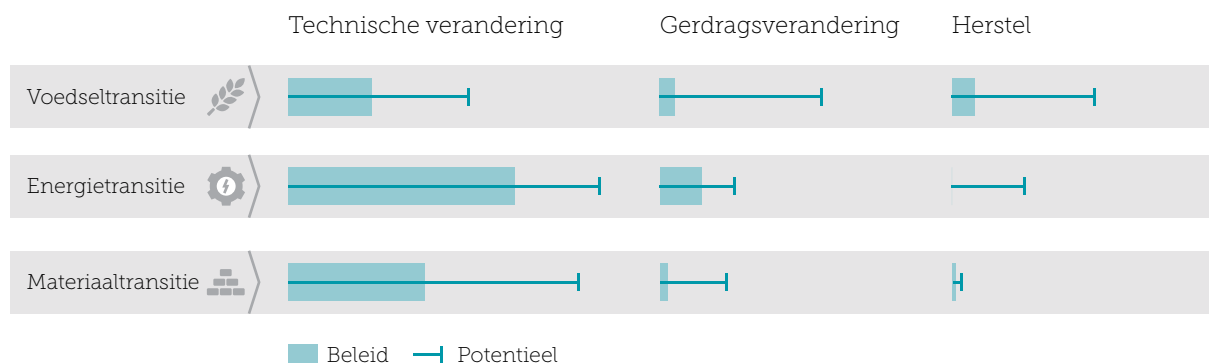 Technische verandering Gerdragsverandering Herstel
Voedseltransitie
Energietransitie
Materiaaltransitie
Beleid Potentieel